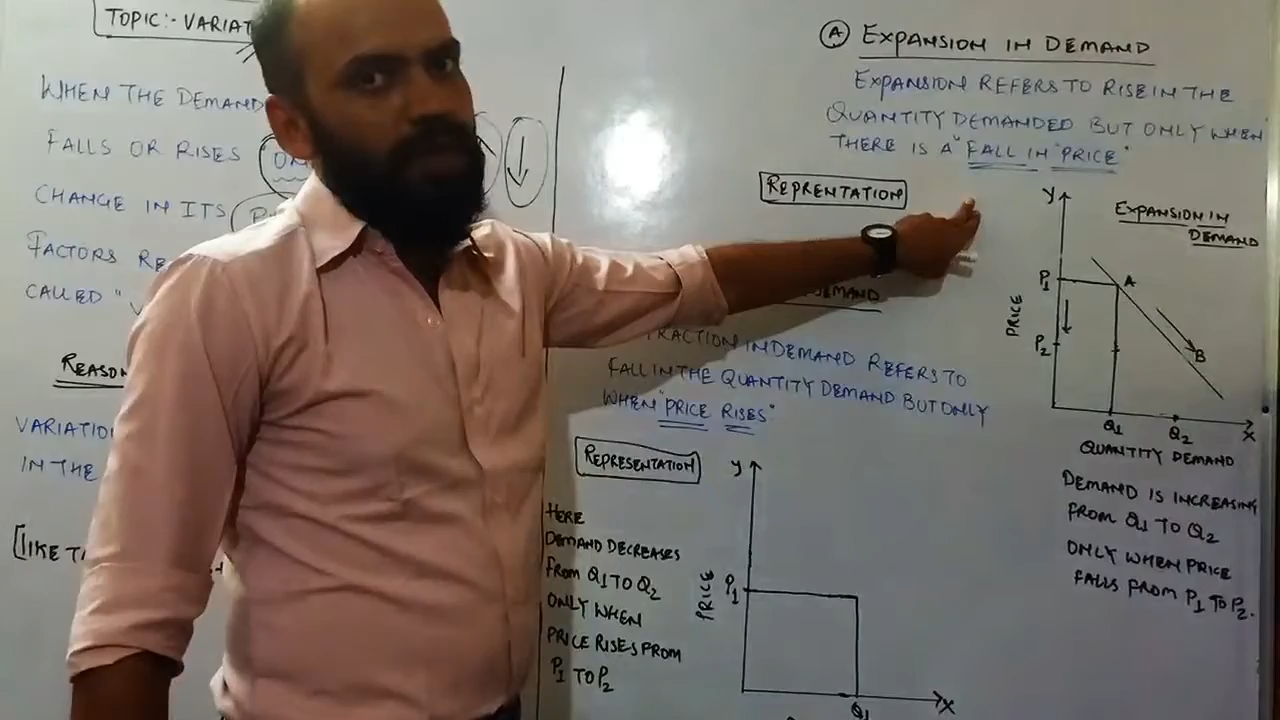 TOPIC:- VARIAT
WHEN THE DEMAND
FALLS OR RISES
CHANGE IN ITS
FACTORS RE
CALLED "
REASON
VARIATIO
IN THE
[LIKE T
Ⓐ EXPANSION IN DEMAND
EXPANSION REFERS TO RISE IN THE
QUANTITY DEMANDED BUT ONLY WHEN
THERE IS A "FALL IN "PRICE"
REPRENTATION
Y
EXPANSION IN
DEMAND
P1
A
PRICE
P2
B
Q1
Q2
X
QUANTITY DEMAND
DEMAND IS INCREASING
FROM Q1 TO Q2
ONLY WHEN PRICE
FALLS FROM P1 TO P2.
DEMAND
TRACTION IN DEMAND REFERS TO
FALL IN THE QUANTITY DEMAND BUT ONLY
WHEN "PRICE RISES"
REPRESENTATION
HERE
DEMAND DECREASES
FROM Q1 TO Q2
ONLY WHEN
PRICE RISES FROM
P1 TO P2
Y
PRICE
P1
Q1
X